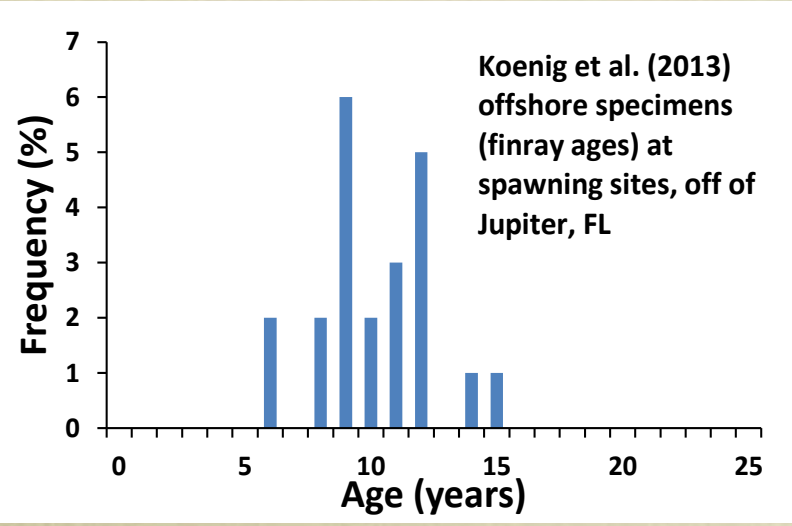 7
6
5
4
3
2
1
0
Frequency (%)
Koenig et al. (2013)
offshore specimens
(finray ages) at
spawning sites, off of
Jupiter, FL
0 5 10 15 20 25
Age (years)